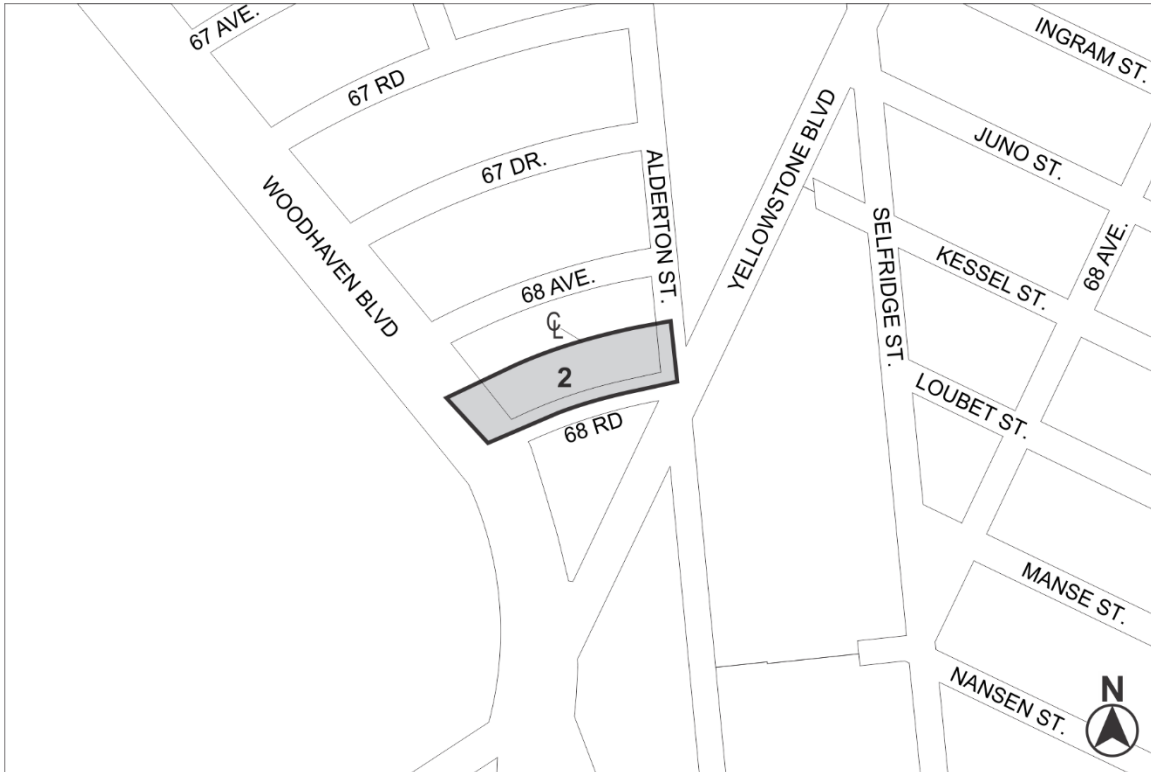 67 AVE.
INGRAM ST.
67 RD
JUNO ST.
67 DR.
ALDERTON ST.
YELLOWSTONE BLVD
WOODHAVEN BLVD
SELFRIDGE ST.
68 AVE.
KESSEL ST.
68 AVE.
℄
2
LOUBET ST.
68 RD
MANSE ST.
NANSEN ST.
N